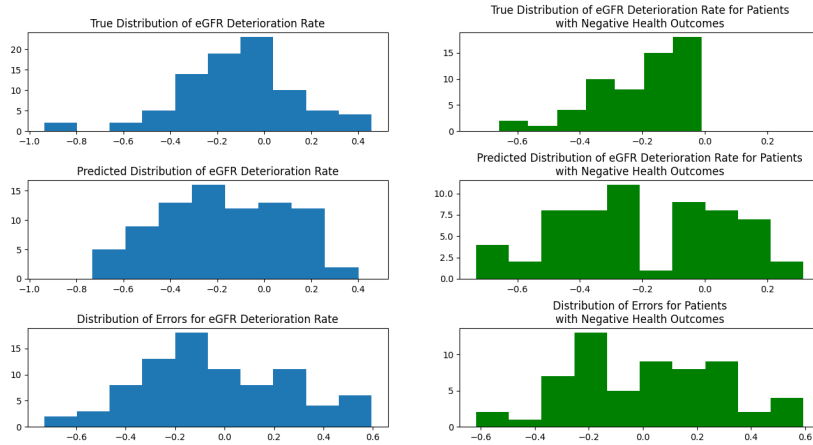 True Distribution of eGFR Deterioration Rate
20
15
10
5
0
−1.0 −0.8 −0.6 −0.4 −0.2 0.0 0.2 0.4
True Distribution of eGFR Deterioration Rate for Patients
with Negative Health Outcomes
15
10
5
0
−0.6 −0.4 −0.2 0.0 0.2
Predicted Distribution of eGFR Deterioration Rate
15
10
5
0
−1.0 −0.8 −0.6 −0.4 −0.2 0.0 0.2 0.4
Predicted Distribution of eGFR Deterioration Rate for Patients
with Negative Health Outcomes
10.0
7.5
5.0
2.5
0.0
−0.6 −0.4 −0.2 0.0 0.2
Distribution of Errors for eGFR Deterioration Rate
15
10
5
0
−0.6 −0.4 −0.2 0.0 0.2 0.4 0.6
Distribution of Errors for Patients
with Negative Health Outcomes
10
5
0
−0.6 −0.4 −0.2 0.0 0.2 0.4 0.6